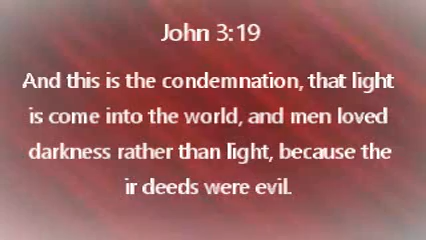 John 3:19
And this is the condemnation, that light
is come into the world, and men loved
darkness rather than light, because the
ir deeds were evil.